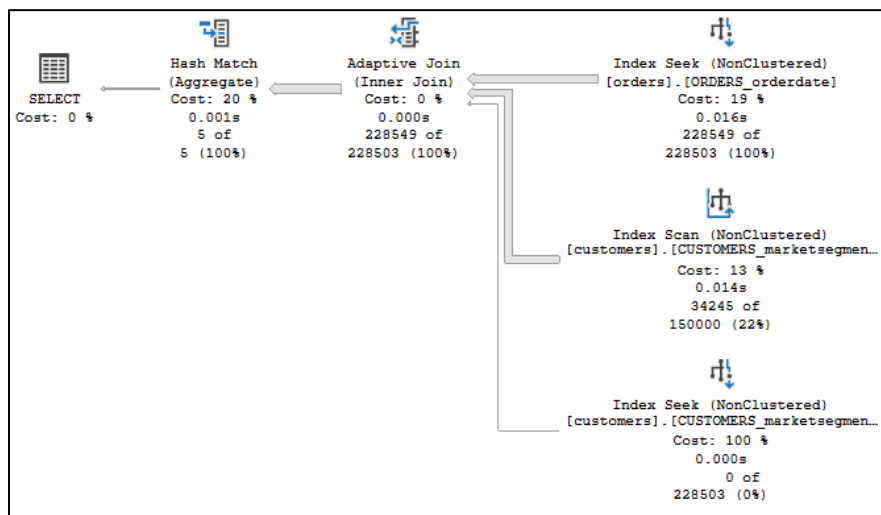 SELECT
Cost: 0 %
Hash Match
(Aggregate)
Cost: 20 %
0.001s
5 of
5 (100%)
Adaptive Join
(Inner Join)
Cost: 0 %
0.000s
228549 of
228503 (100%)
Index Seek (NonClustered)
[orders].[ORDERS_orderdate]
Cost: 19 %
0.016s
228549 of
228503 (100%)
Index Scan (NonClustered)
[customers].[CUSTOMERS_marketsegmen…
Cost: 13 %
0.014s
34245 of
150000 (22%)
Index Seek (NonClustered)
[customers].[CUSTOMERS_marketsegmen…
Cost: 100 %
0.000s
0 of
228503 (0%)